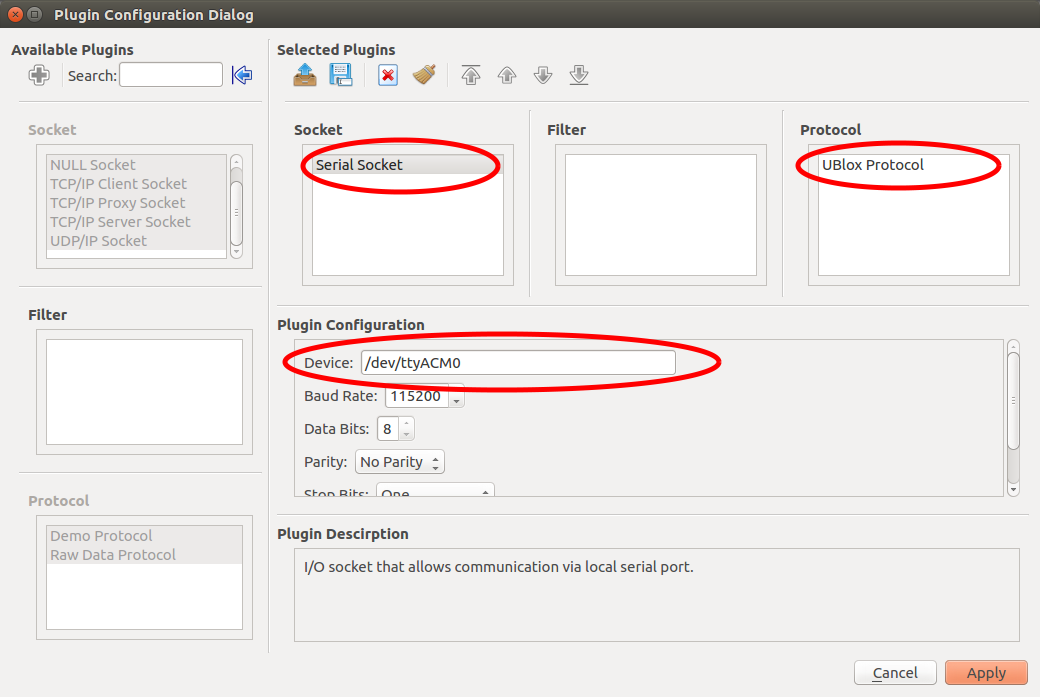 Plugin Configuration Dialog
Available Plugins
Search:
Socket
NULL Socket
TCP/IP Client Socket
TCP/IP Proxy Socket
TCP/IP Server Socket
UDP/IP Socket
Filter
Protocol
Demo Protocol
Raw Data Protocol
Selected Plugins
Socket
Serial Socket
Filter
Protocol
UBlox Protocol
Plugin Configuration
Device: /dev/ttyACM0
Baud Rate: 115200
Data Bits: 8
Parity: No Parity
Stop Bits: One
Plugin Descirption
I/O socket that allows communication via local serial port.
Cancel
Apply